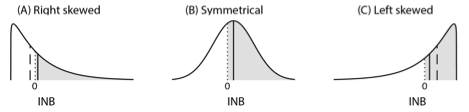 (A) Right skewed
(B) Symmetrical
(C) Left skewed
0
0
0
INB
INB
INB